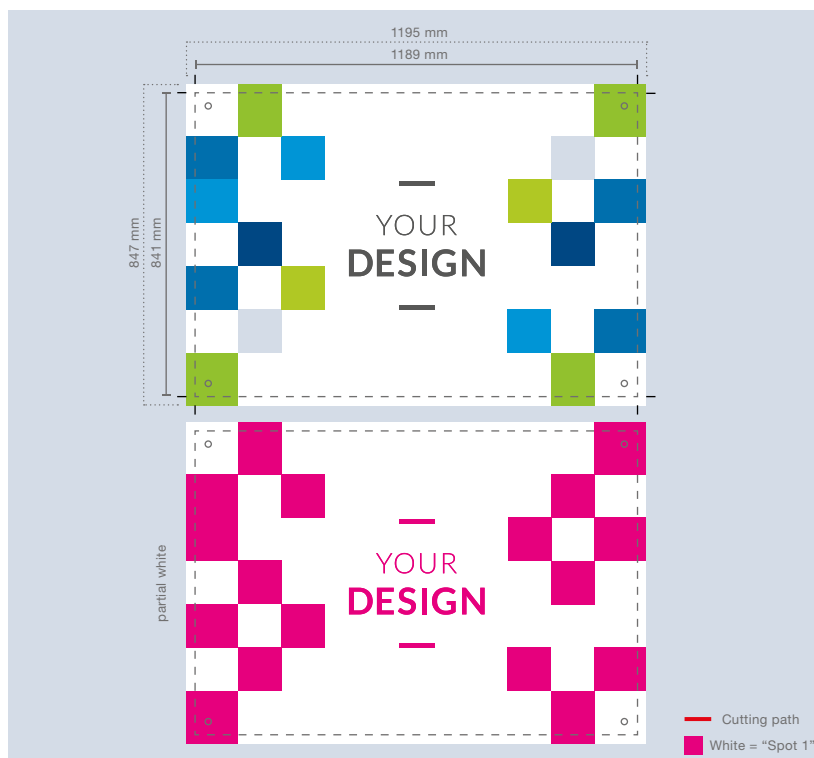 1195 mm
1189 mm
847 mm
841 mm
YOUR
DESIGN
partial white
YOUR
DESIGN
Cutting path
White = “Spot 1”